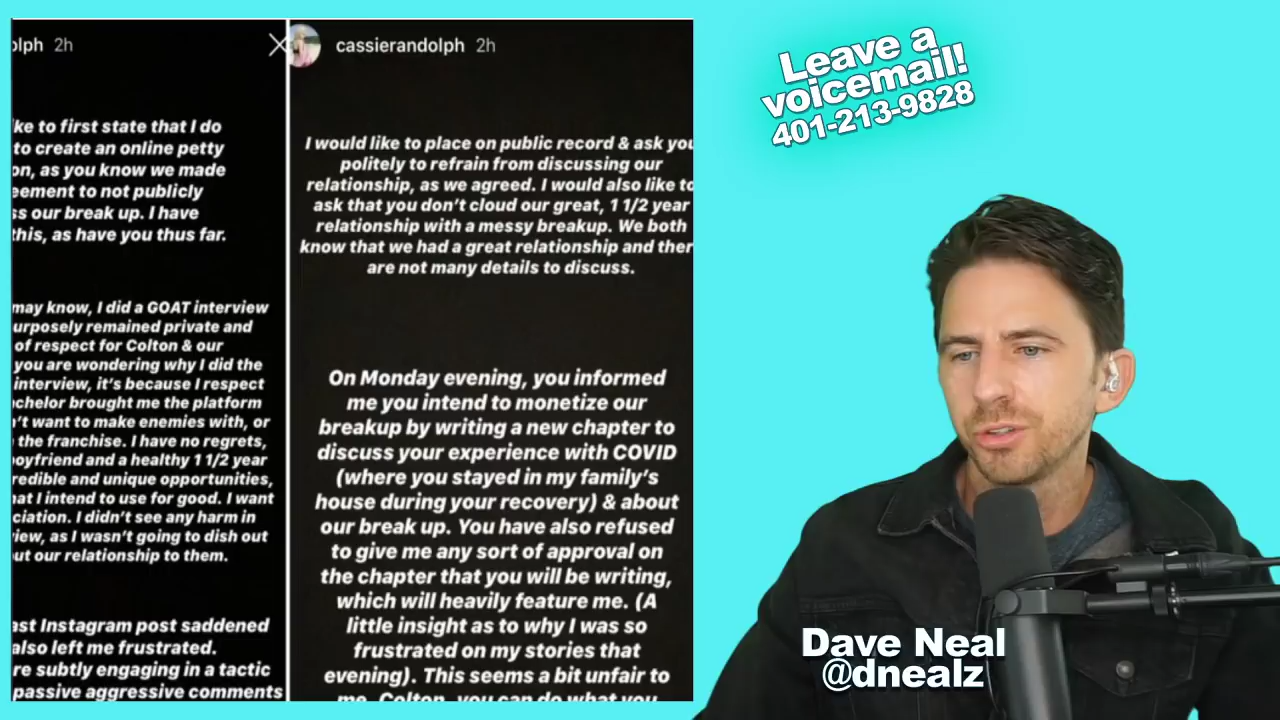 olph 2h
ke to first state that I do
to create an online petty
on, as you know we made
eement to not publicly
ss our break up. I have
this, as have you thus far.
may know, I did a GOAT interview
urposely remained private and
of respect for Colton & our
you are wondering why I did the
interview, it's because I respect
chelor brought me the platform
't want to make enemies with, or
the franchise. I have no regrets,
oyfriend and a healthy 1 1/2 year
redible and unique opportunities,
at I intend to use for good. I want
ciation. I didn't see any harm in
iew, as I wasn't going to dish out
ut our relationship to them.
ast Instagram post saddened
also left me frustrated.
re subtly engaging in a tactic
passive aggressive comments
cassierandolph 2h
I would like to place on public record & ask you
politely to refrain from discussing our
relationship, as we agreed. I would also like to
ask that you don't cloud our great, 1 1/2 year
relationship with a messy breakup. We both
know that we had a great relationship and ther
are not many details to discuss.
On Monday evening, you informed
me you intend to monetize our
breakup by writing a new chapter to
discuss your experience with COVID
(where you stayed in my family's
house during your recovery) & about
our break up. You have also refused
to give me any sort of approval on
the chapter that you will be writing,
which will heavily feature me. (A
little insight as to why I was so
frustrated on my stories that
evening). This seems a bit unfair to
me. Colton, you can do what you
Leave a
voicemail!
401-213-9828
Dave Neal
@dnealz